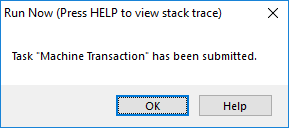 Run Now (Press HELP to view stack trace)
Task "Machine Transaction" has been submitted.
OK Help